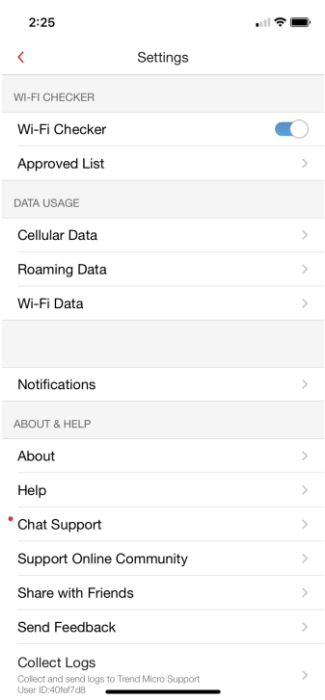 2:25
Settings
WI-FI CHECKER
Wi-Fi Checker
Approved List
DATA USAGE
Cellular Data
Roaming Data
Wi-Fi Data
Notifications
ABOUT & HELP
About
Help
Chat Support
Support Online Community
Share with Friends
Send Feedback
Collect Logs
Collect and send logs to Trend Micro Support
User ID:40fef7d8